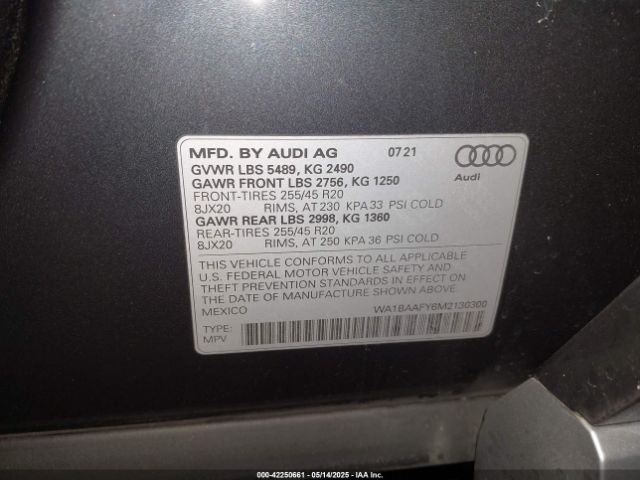 MFD. BY AUDI AG 07 21
GVWR LBS 5489, KG 2490
GAWR FRONT LBS 2756, KG 1250
FRONT-TIRES 255/45 R20
8JX20 RIMS, AT 230 KPA 33 PSI COLD
GAWR REAR LBS 2998, KG 1360
REAR-TIRES 255/45 R20
8JX20 RIMS, AT 250 KPA 36 PSI COLD
Audi
THIS VEHICLE CONFORMS TO ALL APPLICABLE
U.S. FEDERAL MOTOR VEHICLE SAFETY AND
THEFT PREVENTION STANDARDS IN EFFECT ON
THE DATE OF MANUFACTURE SHOWN ABOVE.
MEXICO WA1BAAFY6M2130300
TYPE:
MPV
000-42250661 - 05/14/2025 - IAAI.com